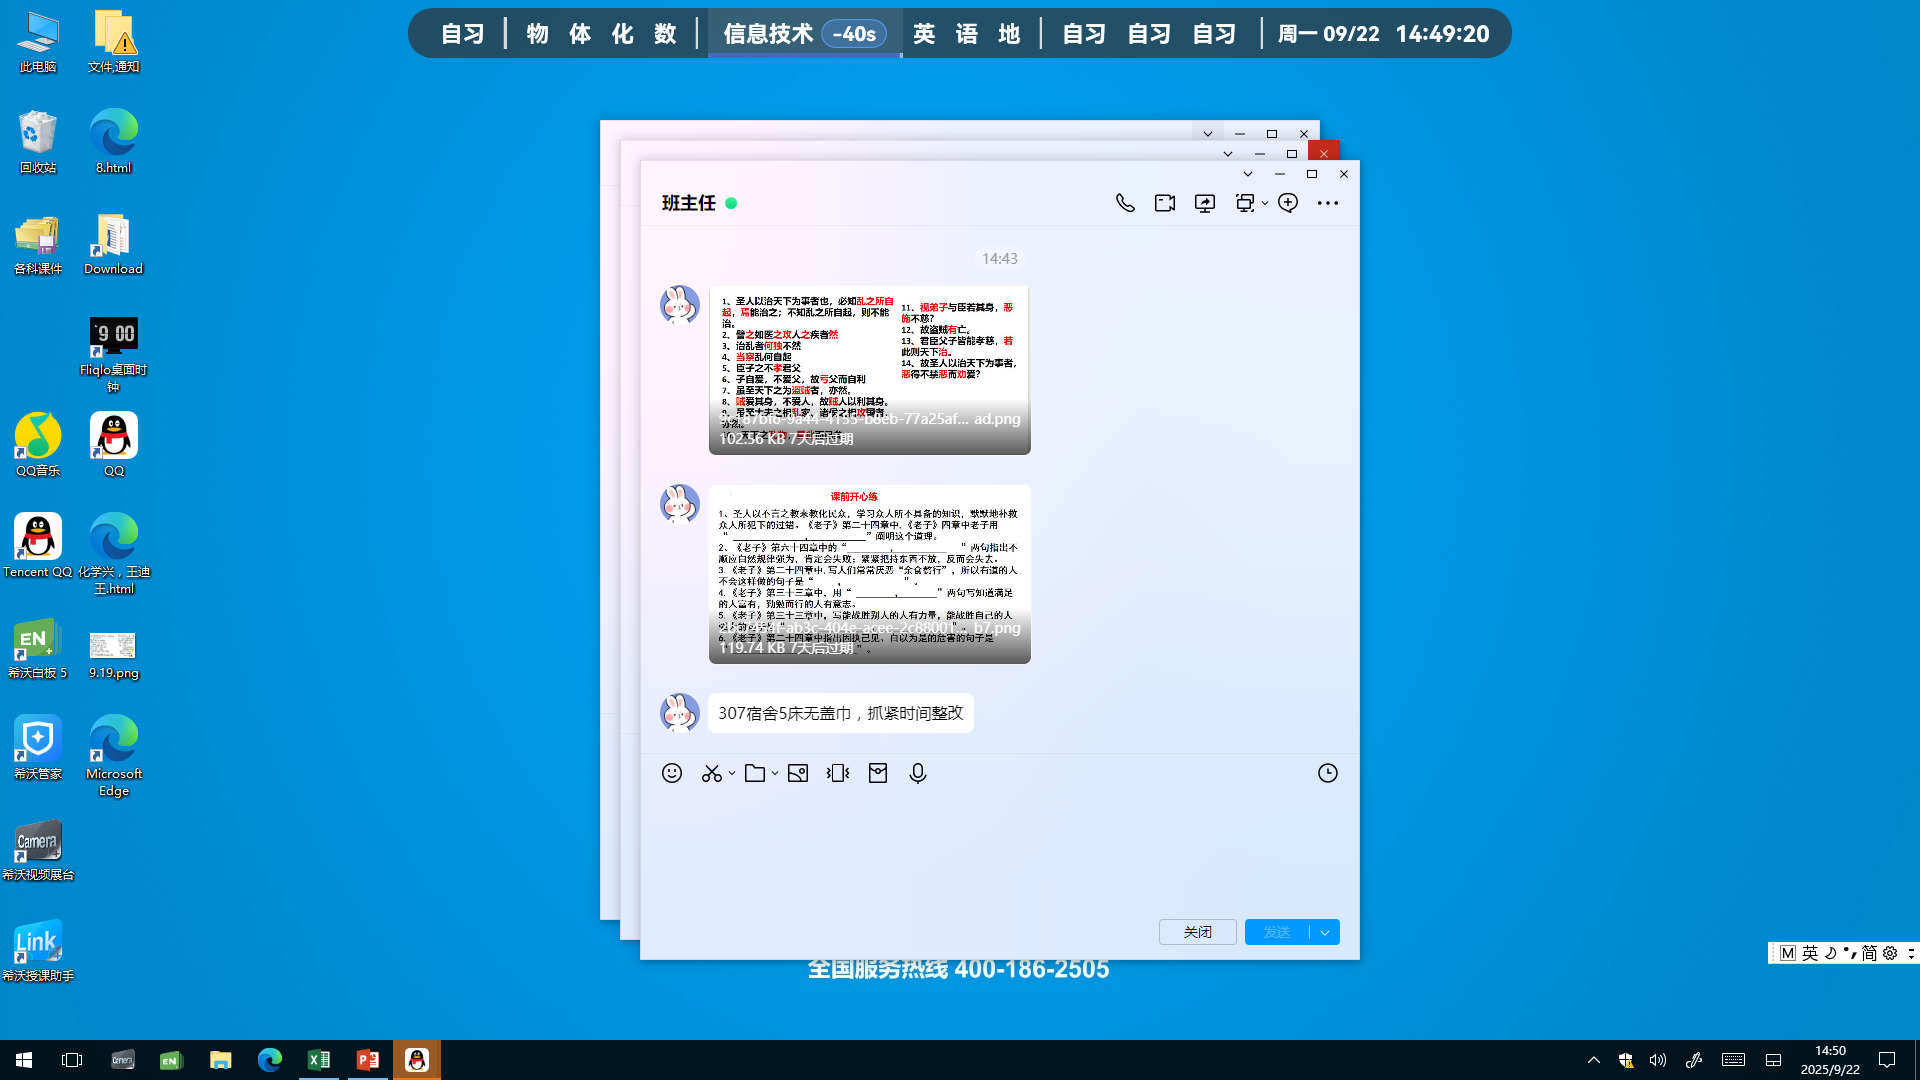 自习 物 体 化 数 信息技术 -40s 英 语 地 自习 自习 自习 周一 09/22 14:49:20
此电脑
文件,通知
回收站
8.html
各科课件
Download
9 00
Fliqlo桌面时
钟
QQ音乐
QQ
Tencent QQ
化学兴，王迪
王.html
EN
希沃白板 5
9.19.png
希沃管家
Microsoft
Edge
Camera
希沃视频展台
Link
希沃授课助手
班主任
14:43
1、圣人以治天下为事者也，必知乱之所自
起，焉能治之；不知乱之所自起，则不能
治。
2、譬之如医之攻人之疾者然
3、治乱者何独不然
4、当察乱何自起
5、臣子之不孝君父
6、子自爱，不爱父，故亏父而自利
7、虽至天下之为盗贼者，亦然。
8、贼爱其身，不爱人，故贼人以利其身。
亦然。
11、视弟子与臣若其身，恶
施不慈？
12、故盗贼有亡。
13、君臣父子皆能孝慈，若
此则天下治。
14、故圣人以治天下为事者，
恶得不禁恶而劝爱？
ad.png
102.56 KB 7天后过期
课前开心练
1、圣人以不言之教来教化民众，学习众人所不具备的知识，默默地补救
众人所犯下的过错。《老子》第二十四章中，《老子》四章中老子用
“__________,__________”阐明这个道理。
2、《老子》第六十四章中的“________,________”两句指出不
顺应自然规律强为，肯定会失败；紧紧把持东西不放，反而会失去。
3.《老子》第二十四章中，写人们常常厌恶“余食赘行”，所以有道的人
不会这样做的句子是“　　，　　”。
4.《老子》第三十三章中，用“________,________”两句写知道满足
的人富有，勤勉而行的人有意志。
5.《老子》第三十三章中，写能战胜别人的人有力量，能战胜自己的人
6.《老子》第二十四章中指出固执己见、自以为是的危害的句子是
b7.png
119.74 KB 7天后过期
307宿舍5床无盖巾，抓紧时间整改
关闭
发送
全国服务热线 400-186-2505
M 英 简
Camera
EN
14:50
2025/9/22